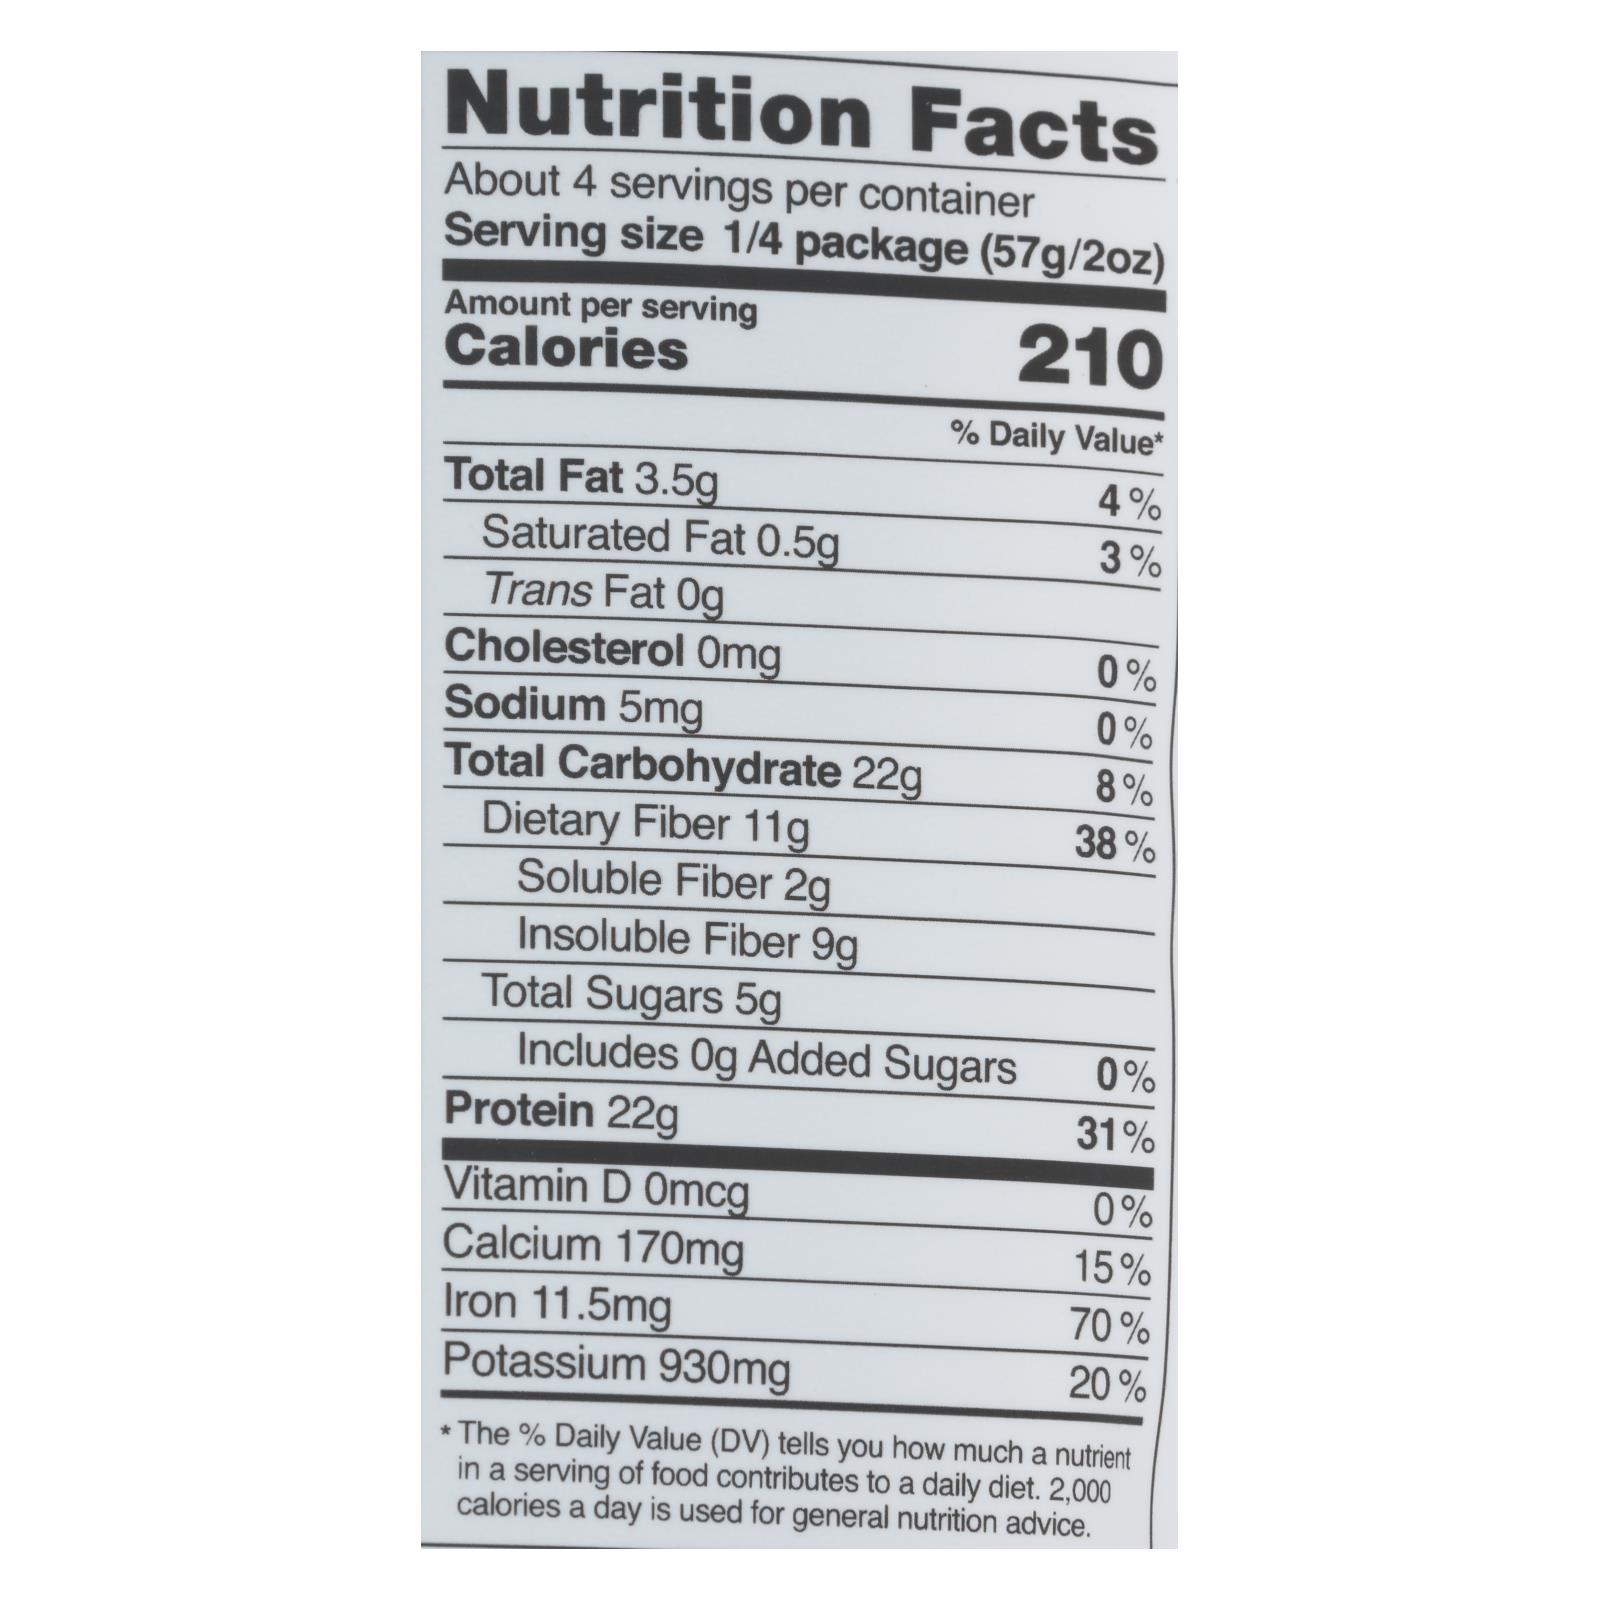 Nutrition Facts
About 4 servings per container
Serving size 1/4 package (57g/2oz)
Amount per serving
Calories 210
% Daily Value*
Total Fat 3.5g 4%
Saturated Fat 0.5g 3%
Trans Fat 0g
Cholesterol 0mg 0%
Sodium 5mg 0%
Total Carbohydrate 22g 8%
Dietary Fiber 11g 38%
Soluble Fiber 2g
Insoluble Fiber 9g
Total Sugars 5g
Includes 0g Added Sugars 0%
Protein 22g 31%
Vitamin D 0mcg 0%
Calcium 170mg 15%
Iron 11.5mg 70%
Potassium 930mg 20%
* The % Daily Value (DV) tells you how much a nutrient
in a serving of food contributes to a daily diet. 2,000
calories a day is used for general nutrition advice.